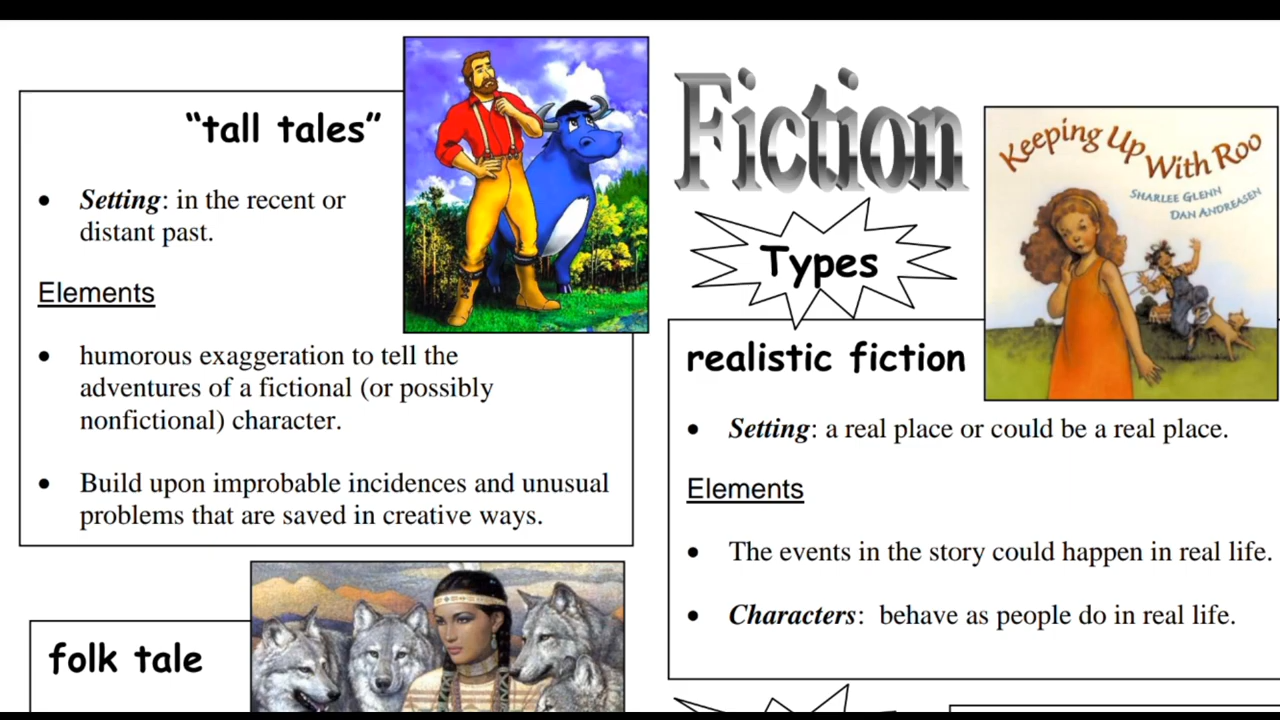 “tall tales”
• Setting: in the recent or
distant past.
Elements
• humorous exaggeration to tell the
adventures of a fictional (or possibly
nonfictional) character.
• Build upon improbable incidences and unusual
problems that are saved in creative ways.
folk tale
Fiction
Types
Keeping Up With Roo
SHARLEE GLENN
DAN ANDREASEN
realistic fiction
• Setting: a real place or could be a real place.
Elements
• The events in the story could happen in real life.
• Characters: behave as people do in real life.